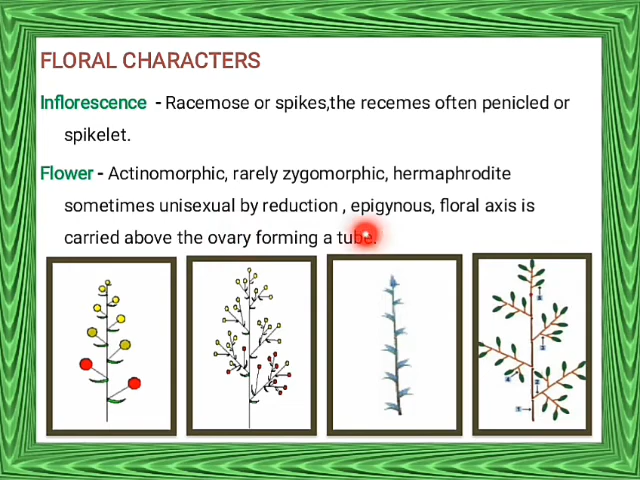 FLORAL CHARACTERS
Inflorescence - Racemose or spikes,the recemes often penicled or
spikelet.
Flower - Actinomorphic, rarely zygomorphic, hermaphrodite
sometimes unisexual by reduction , epigynous, floral axis is
carried above the ovary forming a tube.